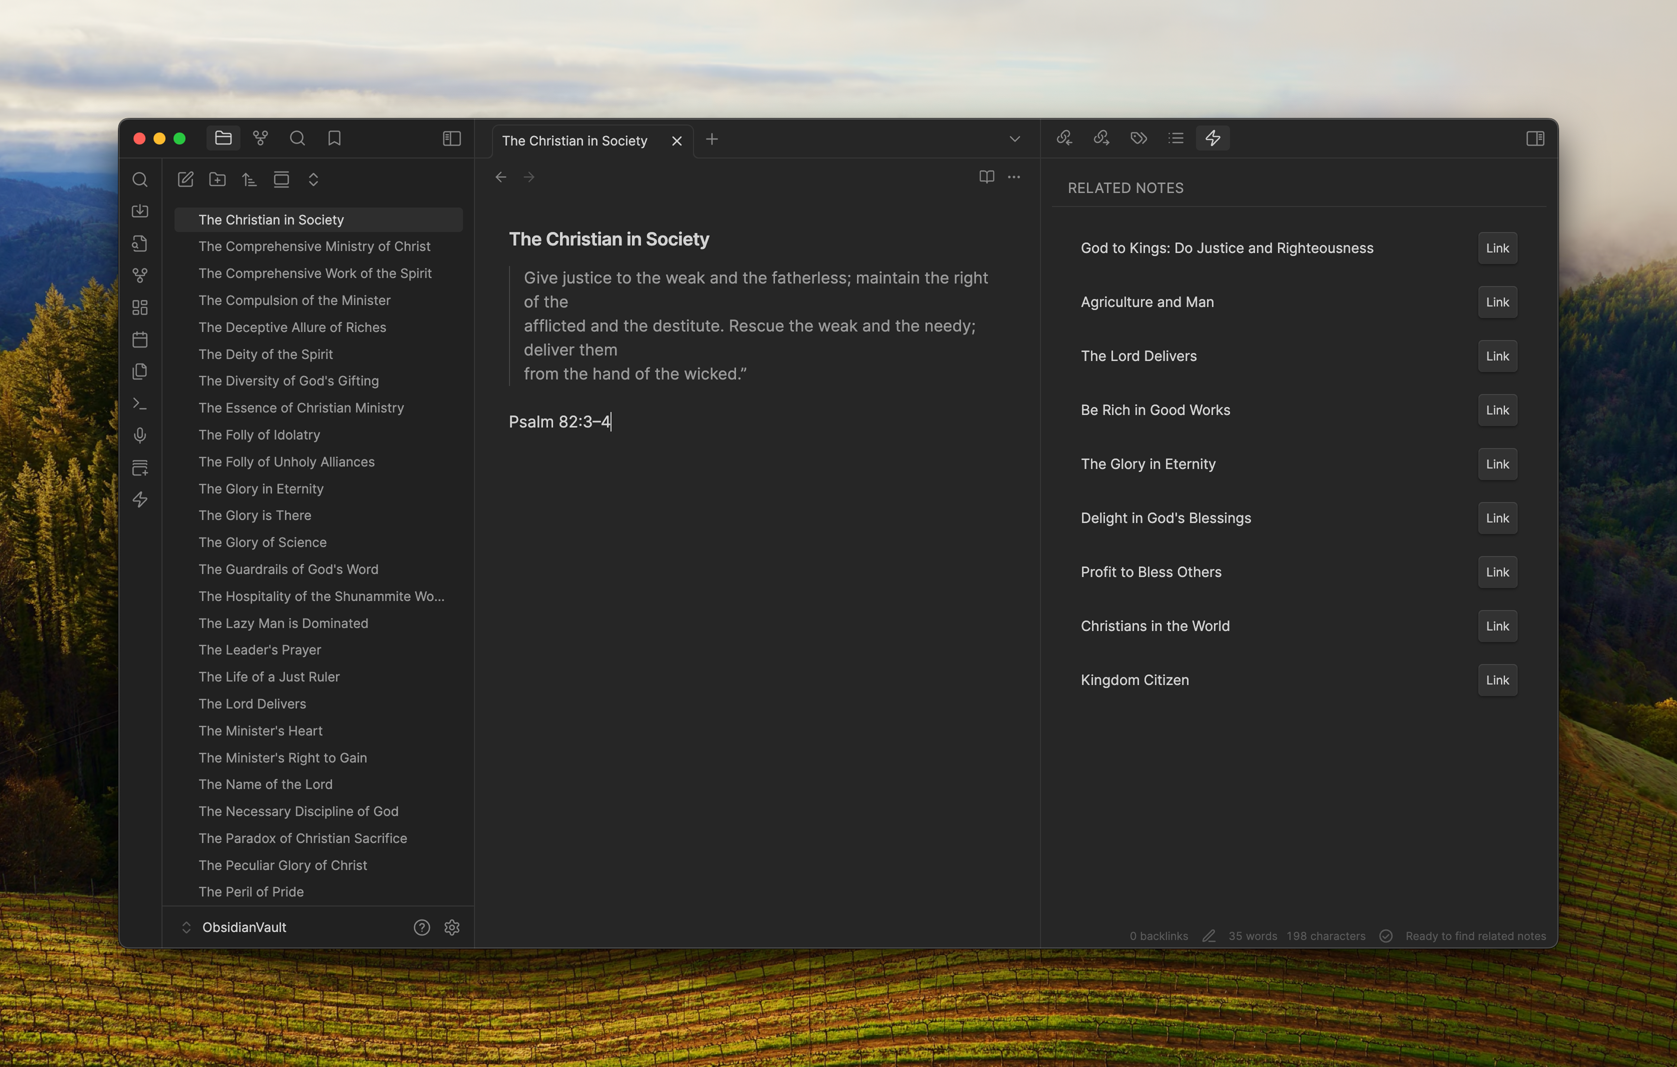 The Christian in Society
The Christian in Society
The Comprehensive Ministry of Christ
The Comprehensive Work of the Spirit
The Compulsion of the Minister
The Deceptive Allure of Riches
The Deity of the Spirit
The Diversity of God's Gifting
The Essence of Christian Ministry
The Folly of Idolatry
The Folly of Unholy Alliances
The Glory in Eternity
The Glory is There
The Glory of Science
The Guardrails of God's Word
The Hospitality of the Shunammite Wo...
The Lazy Man is Dominated
The Leader's Prayer
The Life of a Just Ruler
The Lord Delivers
The Minister's Heart
The Minister's Right to Gain
The Name of the Lord
The Necessary Discipline of God
The Paradox of Christian Sacrifice
The Peculiar Glory of Christ
The Peril of Pride
ObsidianVault
The Christian in Society
Give justice to the weak and the fatherless; maintain the right
of the
afflicted and the destitute. Rescue the weak and the needy;
deliver them
from the hand of the wicked.”
Psalm 82:3–4
RELATED NOTES
God to Kings: Do Justice and Righteousness Link
Agriculture and Man Link
The Lord Delivers Link
Be Rich in Good Works Link
The Glory in Eternity Link
Delight in God's Blessings Link
Profit to Bless Others Link
Christians in the World Link
Kingdom Citizen Link
0 backlinks 35 words 198 characters Ready to find related notes